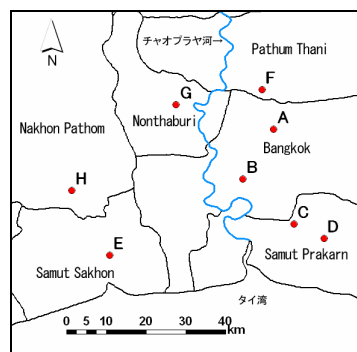 チャオプラヤ河→
Pathum Thani
N
F
G
Nonthaburi
A
Nakhon Pathom
Bangkok
B
H
C
D
E
Samut Prakarn
Samut Sakhon
タイ湾
0 5 10 20 30 40
km